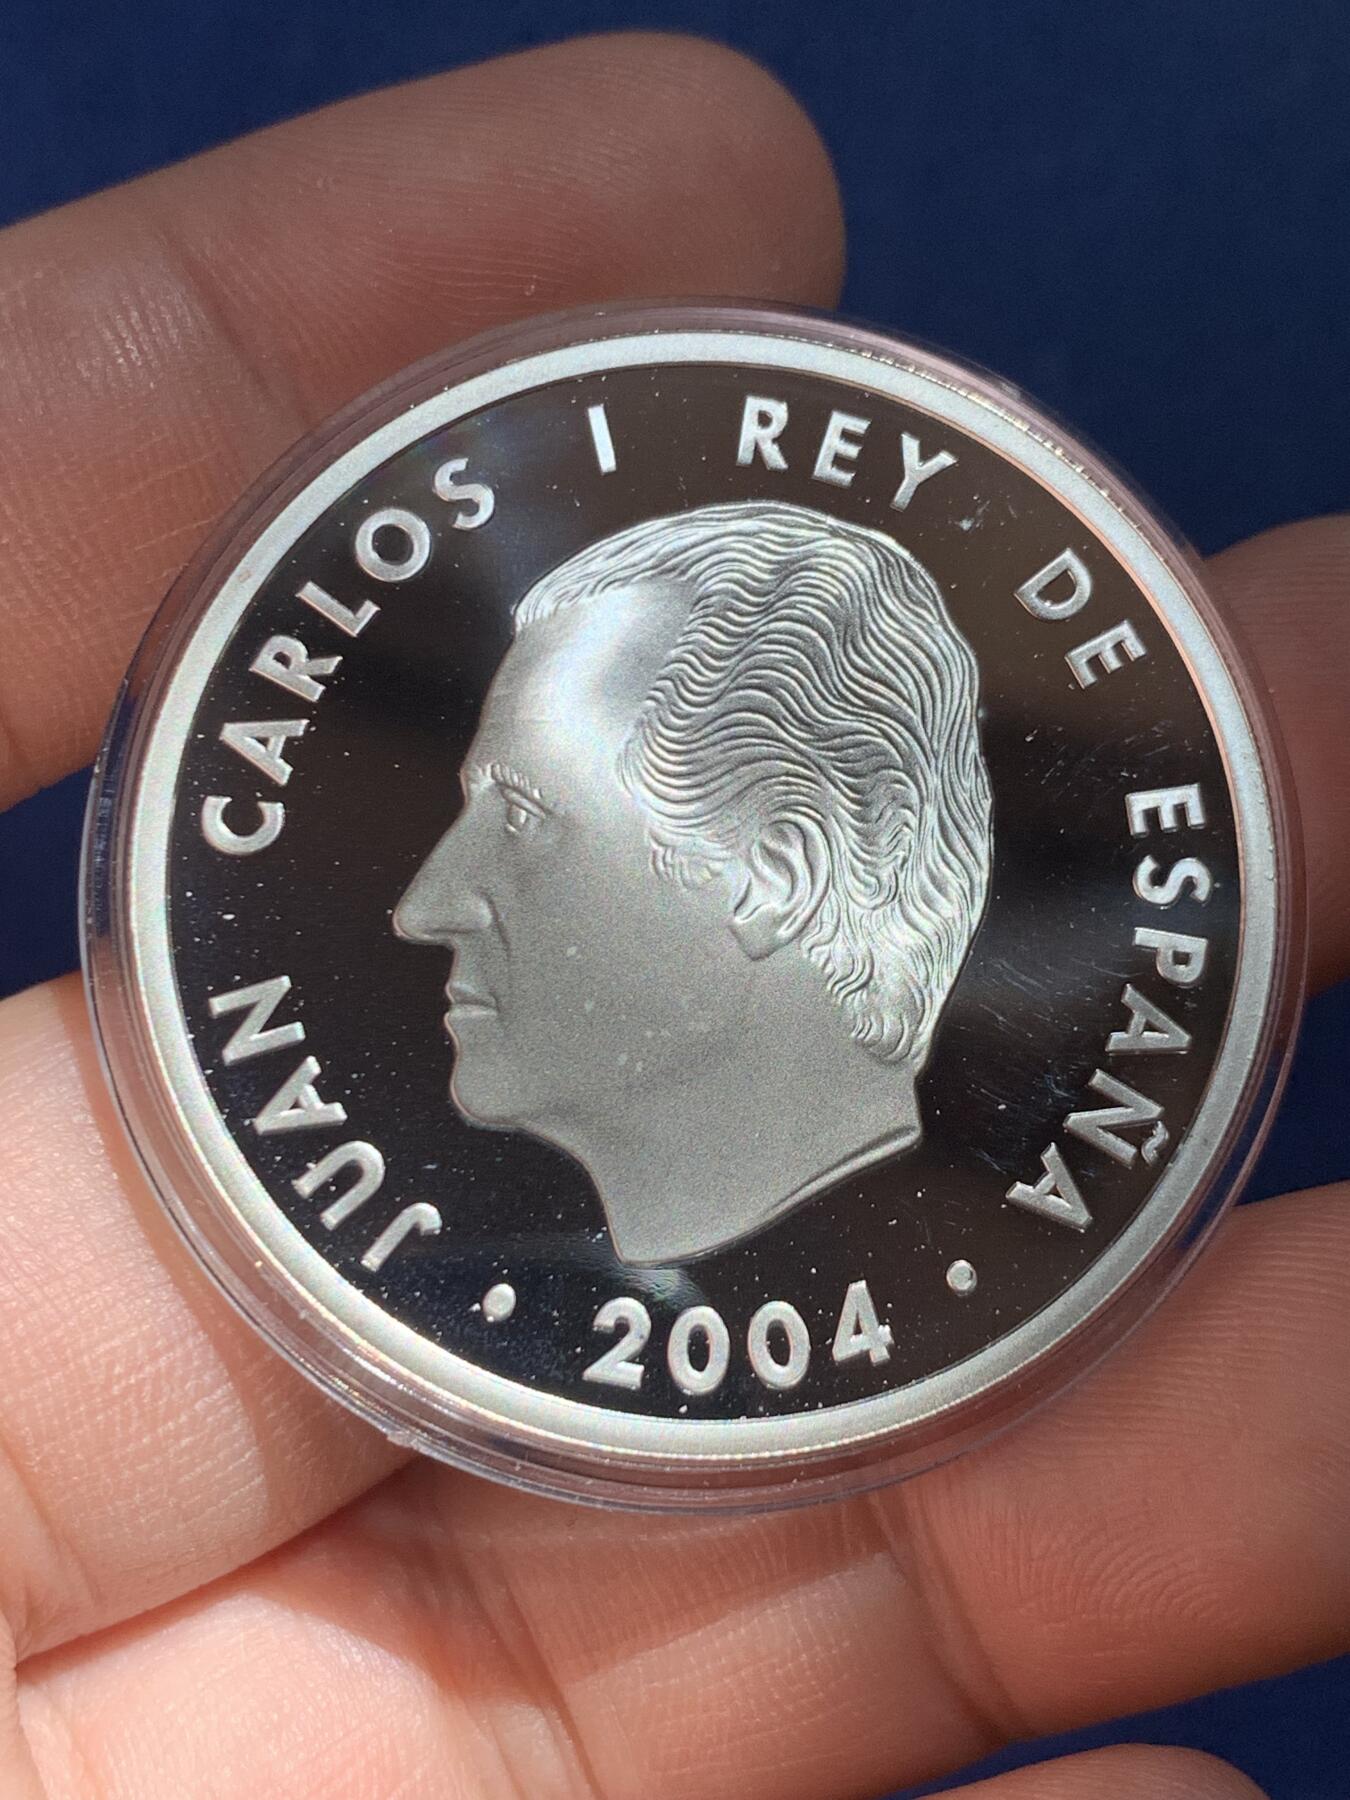 JUAN CARLOS I REY DE ESPAÑA
• 2004 •